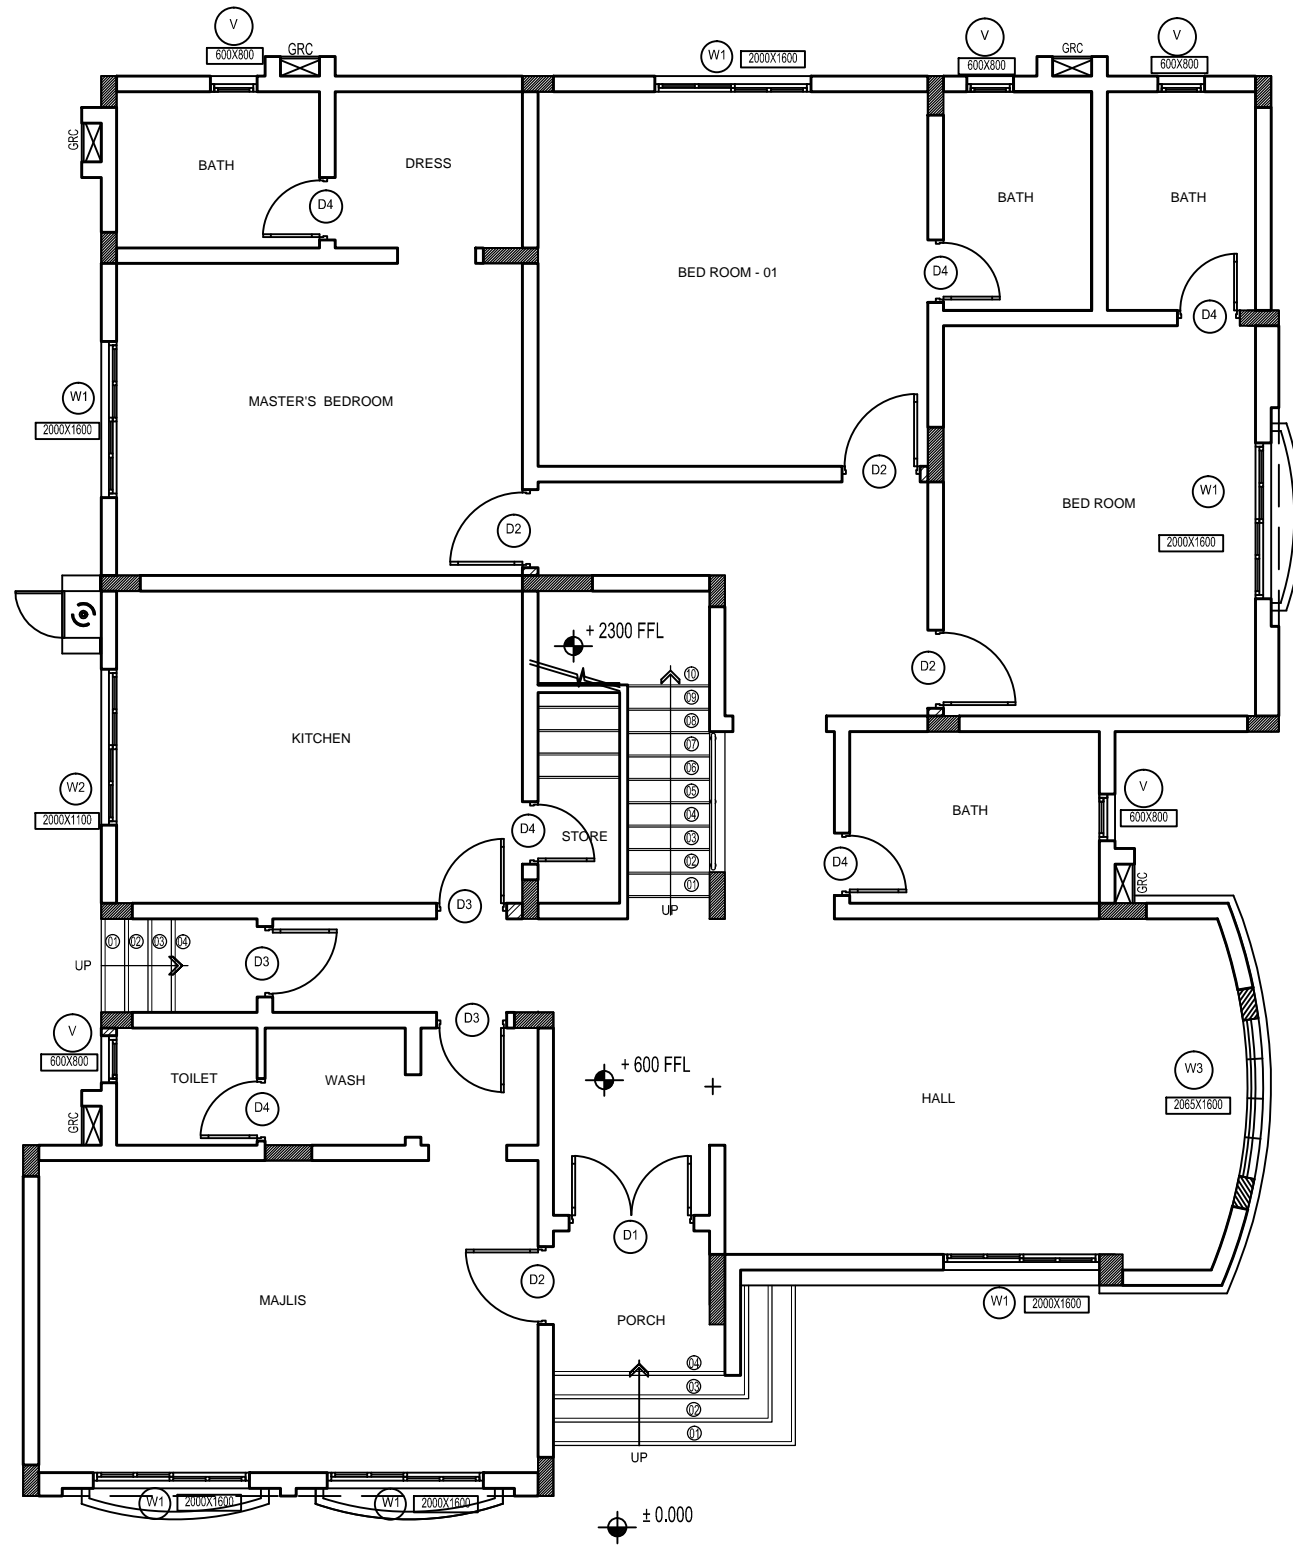 V
600X800
GRC
W1
2000X1600
V
600X800
GRC
V
600X800
GRC
BATH
DRESS
D4
BATH
BATH
BED ROOM - 01
D4
D4
W1
2000X1600
MASTER'S  BEDROOM
D2
W1
2000X1600
BED ROOM
D2
+ 2300 FFL
D2
10
09
08
07
06
05
04
03
02
01
UP
KITCHEN
W2
2000X1100
D4
STORE
BATH
D4
V
600X800
GRC
D3
01
02
03
04
UP
D3
D3
V
600X800
TOILET
WASH
D4
GRC
+ 600 FFL
HALL
W3
2065X1600
D1
D2
MAJLIS
PORCH
W1
2000X1600
04
03
02
01
UP
W1
2000X1600
W1
2000X1600
± 0.000